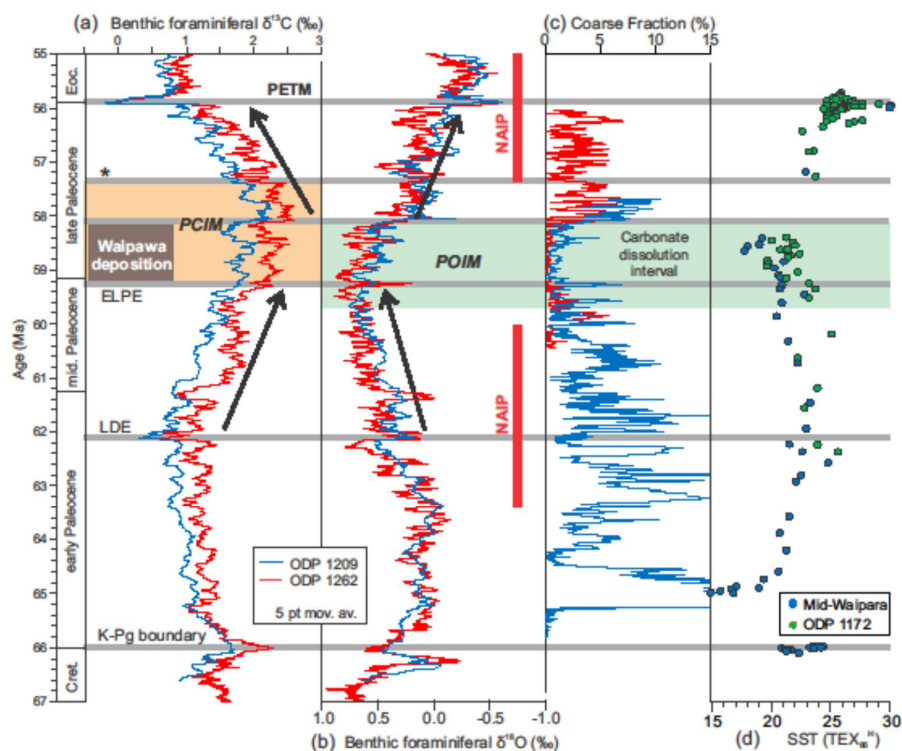 (a) Benthic foraminiferal δ¹³C (‰)
0 1 2 3
(c) Coarse Fraction (%)
0 5 10 15
Age (Ma)
55
56
57
58
59
60
61
62
63
64
65
66
67
Eoc.
late Paleocene
mid. Paleocene
early Paleocene
Cret.
PETM
*
PCIM
Waipawa
deposition
ELPE
LDE
K-Pg boundary
NAIP
POIM
NAIP
Carbonate
dissolution
interval
ODP 1209
ODP 1262
5 pt mov. av.
Mid-Waipara
ODP 1172
1.0 0.5 0.0 -0.5 -1.0
(b) Benthic foraminiferal δ¹⁸O (‰)
15 20 25 30
(d) SST (TEX₈₆ᴴ)